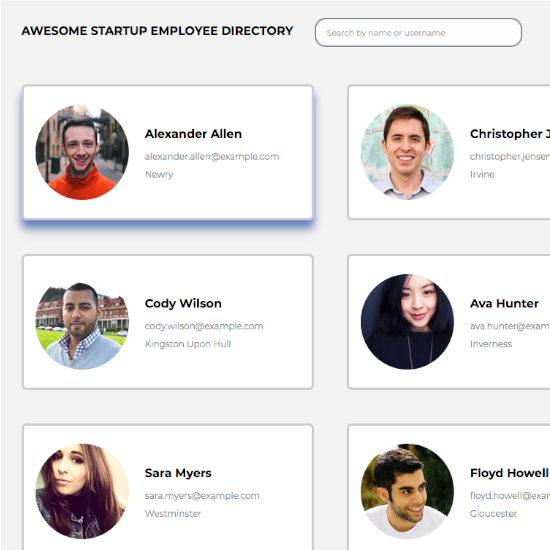 AWESOME STARTUP EMPLOYEE DIRECTORY
Search by name or username
Alexander Allen
alexander.allen@example.com
Newry
Christopher J
christopher.jensen
Irvine
Cody Wilson
cody.wilson@example.com
Kingston Upon Hull
Ava Hunter
ava.hunter@exam
Inverness
Sara Myers
sara.myers@example.com
Westminster
Floyd Howell
floyd.howell@exa
Gloucester